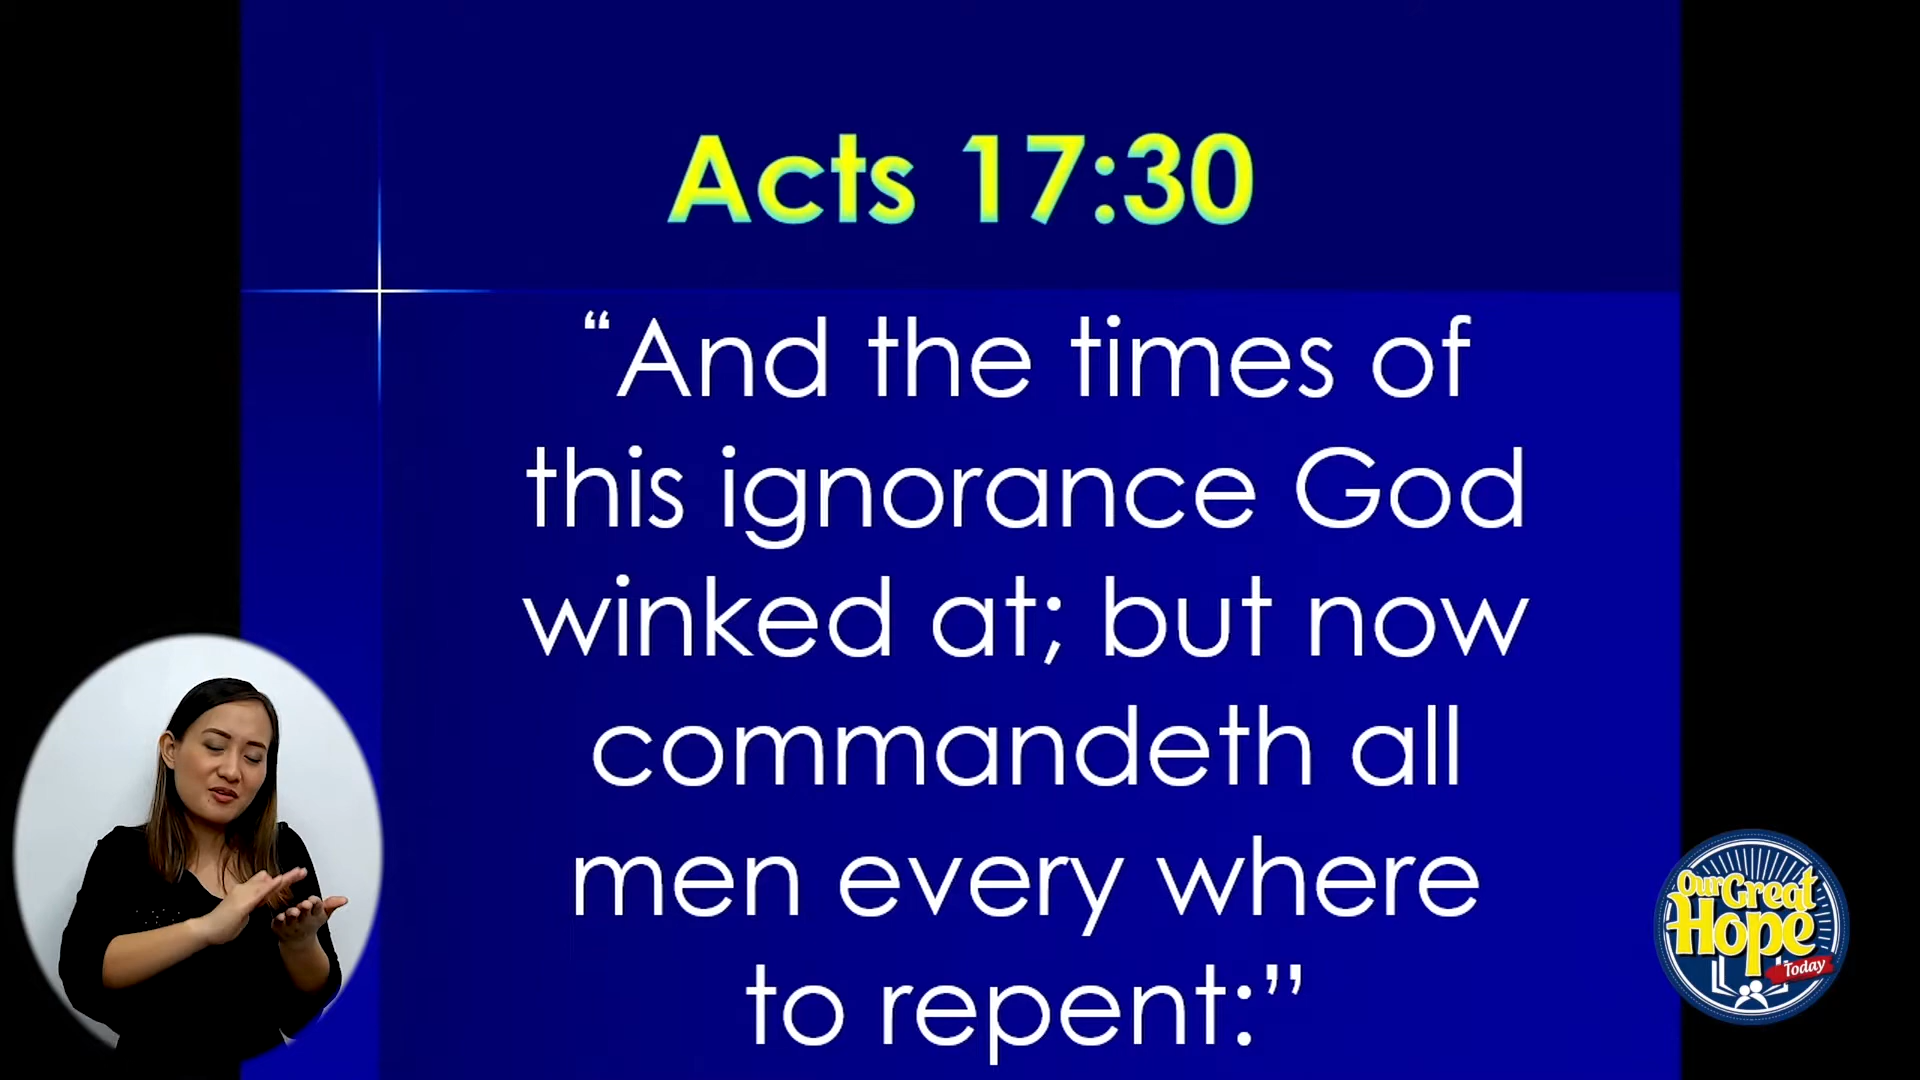 Acts 17:30
“And the times of
this ignorance God
winked at; but now
commandeth all
men every where
to repent:”
Our Great
Hope
Today